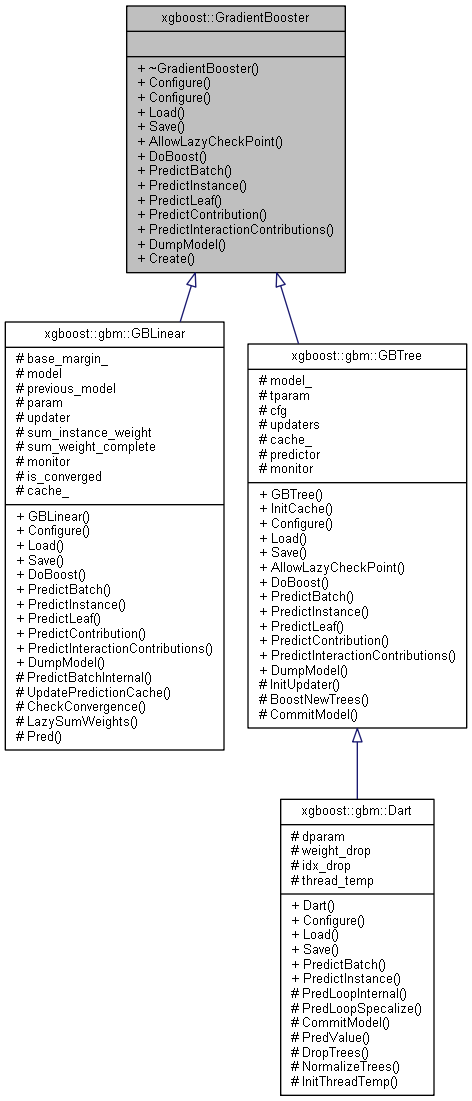 xgboost::GradientBooster
+ ~GradientBooster()
+ Configure()
+ Configure()
+ Load()
+ Save()
+ AllowLazyCheckPoint()
+ DoBoost()
+ PredictBatch()
+ PredictInstance()
+ PredictLeaf()
+ PredictContribution()
+ PredictInteractionContributions()
+ DumpModel()
+ Create()
xgboost::gbm::GBLinear
# base_margin_
# model
# previous_model
# param
# updater
# sum_instance_weight
# sum_weight_complete
# monitor
# is_converged
# cache_
+ GBLinear()
+ Configure()
+ Load()
+ Save()
+ DoBoost()
+ PredictBatch()
+ PredictInstance()
+ PredictLeaf()
+ PredictContribution()
+ PredictInteractionContributions()
+ DumpModel()
# PredictBatchInternal()
# UpdatePredictionCache()
# CheckConvergence()
# LazySumWeights()
# Pred()
xgboost::gbm::GBTree
# model_
# tparam
# cfg
# updaters
# cache_
# predictor
# monitor
+ GBTree()
+ InitCache()
+ Configure()
+ Load()
+ Save()
+ AllowLazyCheckPoint()
+ DoBoost()
+ PredictBatch()
+ PredictInstance()
+ PredictLeaf()
+ PredictContribution()
+ PredictInteractionContributions()
+ DumpModel()
# InitUpdater()
# BoostNewTrees()
# CommitModel()
xgboost::gbm::Dart
# dparam
# weight_drop
# idx_drop
# thread_temp
+ Dart()
+ Configure()
+ Load()
+ Save()
+ PredictBatch()
+ PredictInstance()
# PredLoopInternal()
# PredLoopSpecalize()
# CommitModel()
# PredValue()
# DropTrees()
# NormalizeTrees()
# InitThreadTemp()